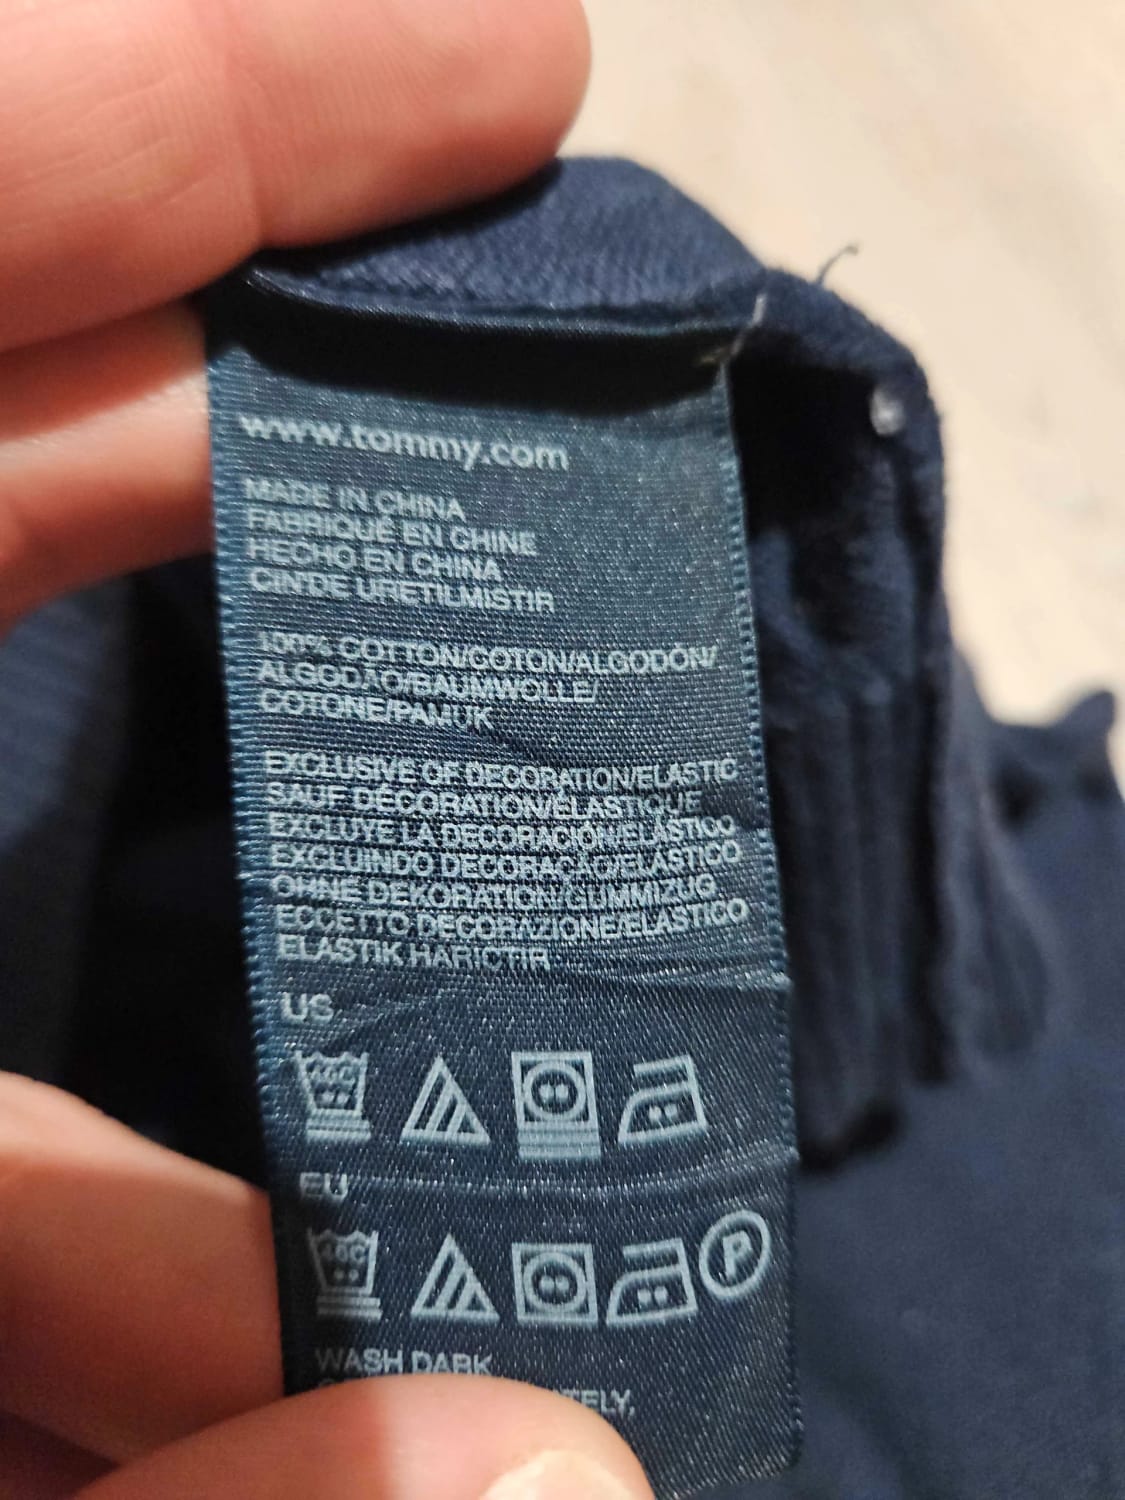 www.tommy.com
MADE IN CHINA
FABRIQUÉ EN CHINE
HECHO EN CHINA
CIN'DE URETILMISTIR
100% COTTON/COTON/ALGODÓN/
ALGODÃO/BAUMWOLLE/
COTONE/PAMUK
EXCLUSIVE OF DECORATION/ELASTIC
SAUF DÉCORATION/ÉLASTIQUE
EXCLUYE LA DECORACIÓN/ELÁSTICO
EXCLUINDO DECORAÇÃO/ELÁSTICO
OHNE DEKORATION/GUMMIZUG
ECCETTO DECORAZIONE/ELASTICO
ELASTIK HARICTIR
US
40C
EU
40C
P
WASH DARK